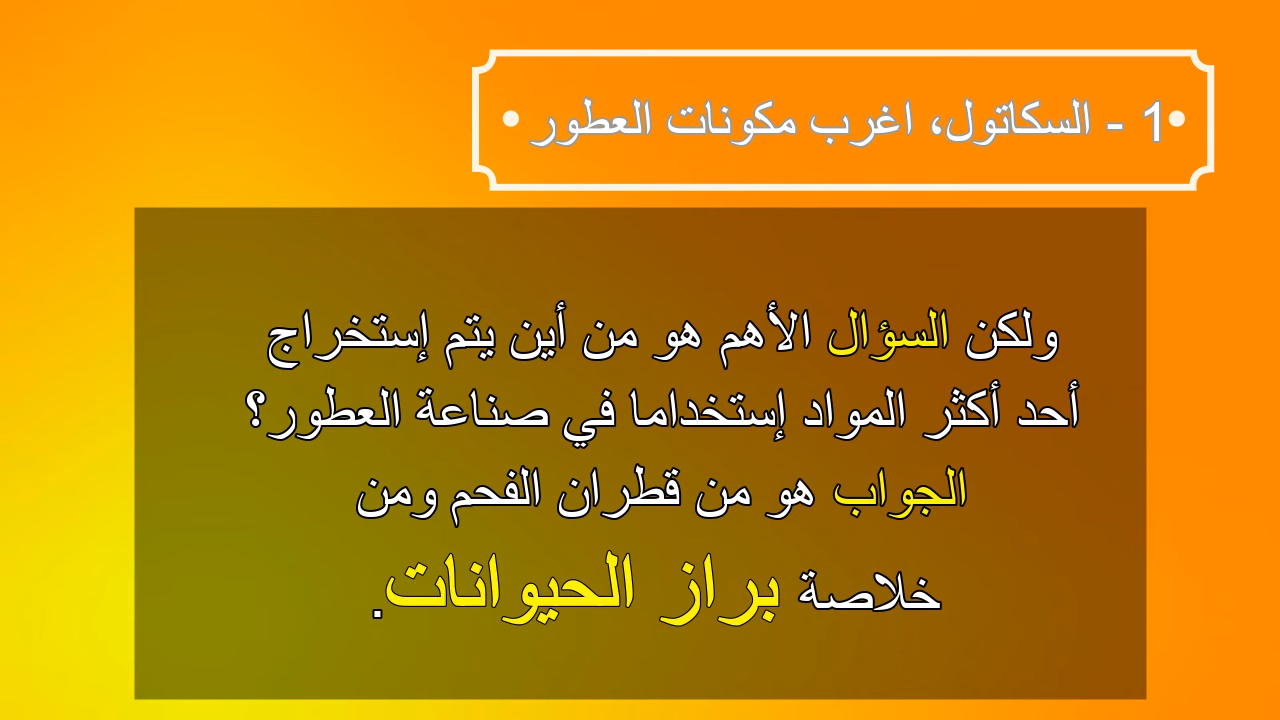 1 - السكاتول، اغرب مكونات العطور
ولكن السؤال الأهم هو من أين يتم إستخراج
أحد أكثر المواد إستخداما في صناعة العطور؟
الجواب هو من قطران الفحم ومن
خلاصة براز الحيوانات.